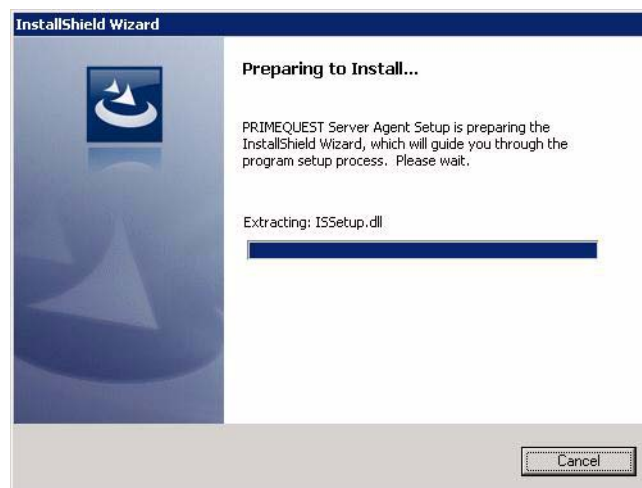 InstallShield Wizard
Preparing to Install...
PRIMEQUEST Server Agent Setup is preparing the
InstallShield Wizard, which will guide you through the
program setup process.  Please wait.
Extracting: ISSetup.dll
Cancel